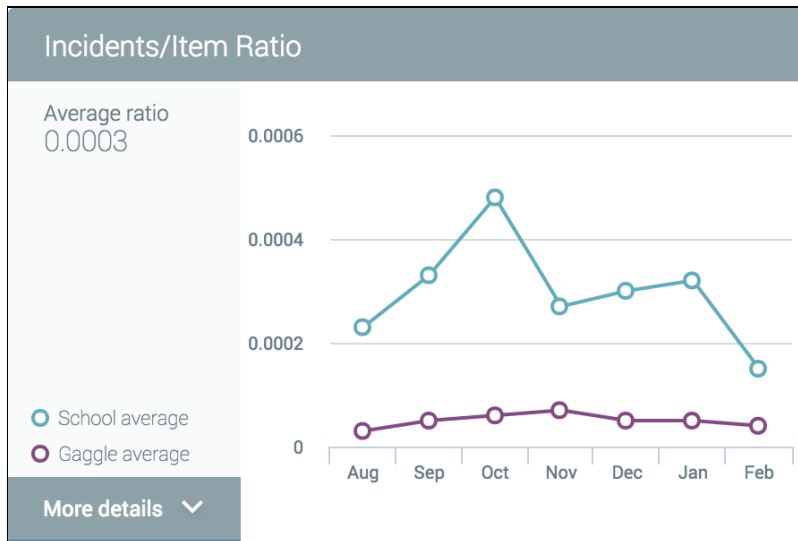 Incidents/Item Ratio
Average ratio
0.0003
0.0006
0.0004
0.0002
0
Aug Sep Oct Nov Dec Jan Feb
School average
Gaggle average
More details